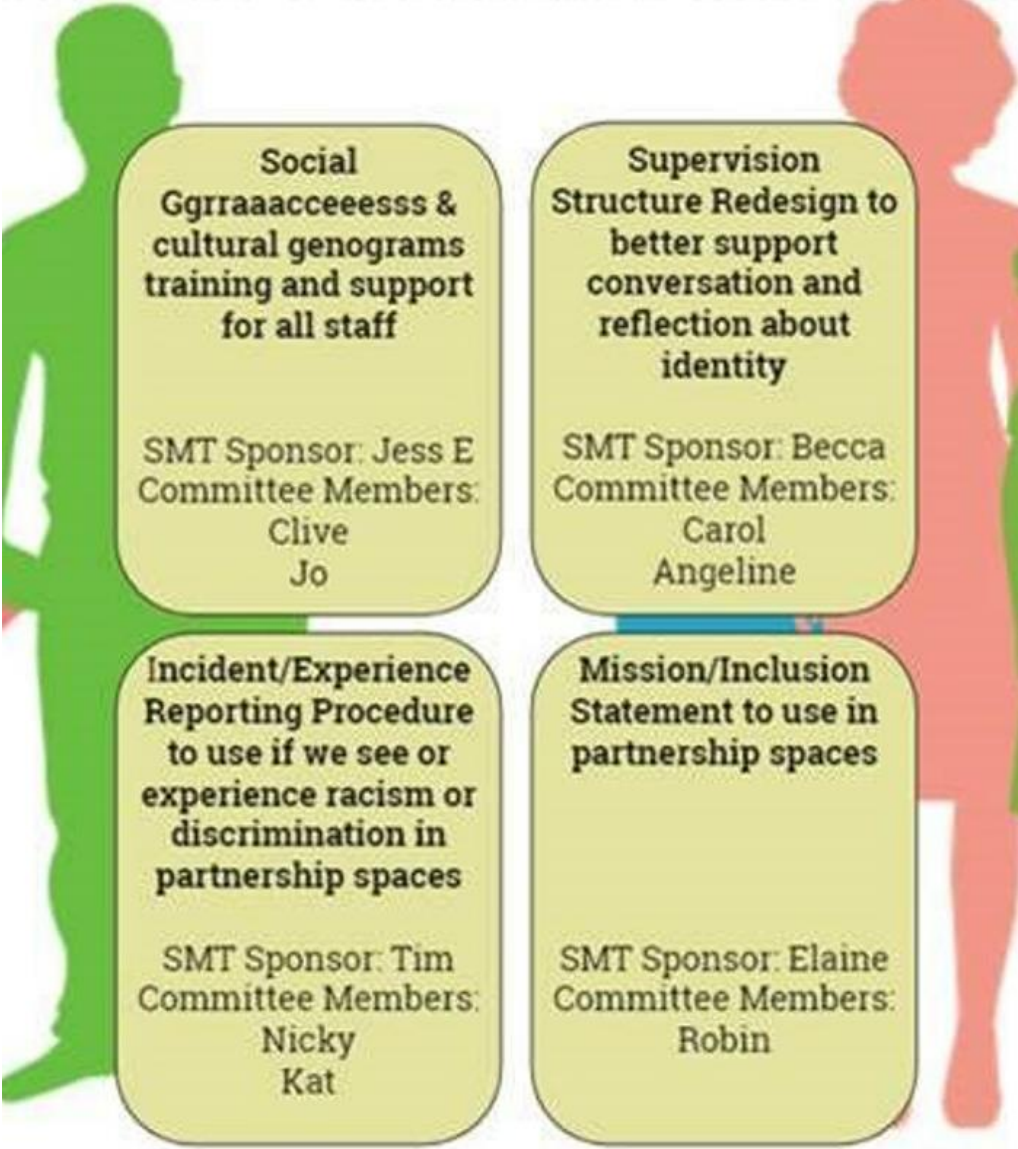 Social
Ggrraaacceeesss &
cultural genograms
training and support
for all staff
SMT Sponsor: Jess E
Committee Members:
Clive
Jo
Supervision
Structure Redesign to
better support
conversation and
reflection about
identity
SMT Sponsor: Becca
Committee Members:
Carol
Angeline
Incident/Experience
Reporting Procedure
to use if we see or
experience racism or
discrimination in
partnership spaces
SMT Sponsor: Tim
Committee Members:
Nicky
Kat
Mission/Inclusion
Statement to use in
partnership spaces
SMT Sponsor: Elaine
Committee Members:
Robin